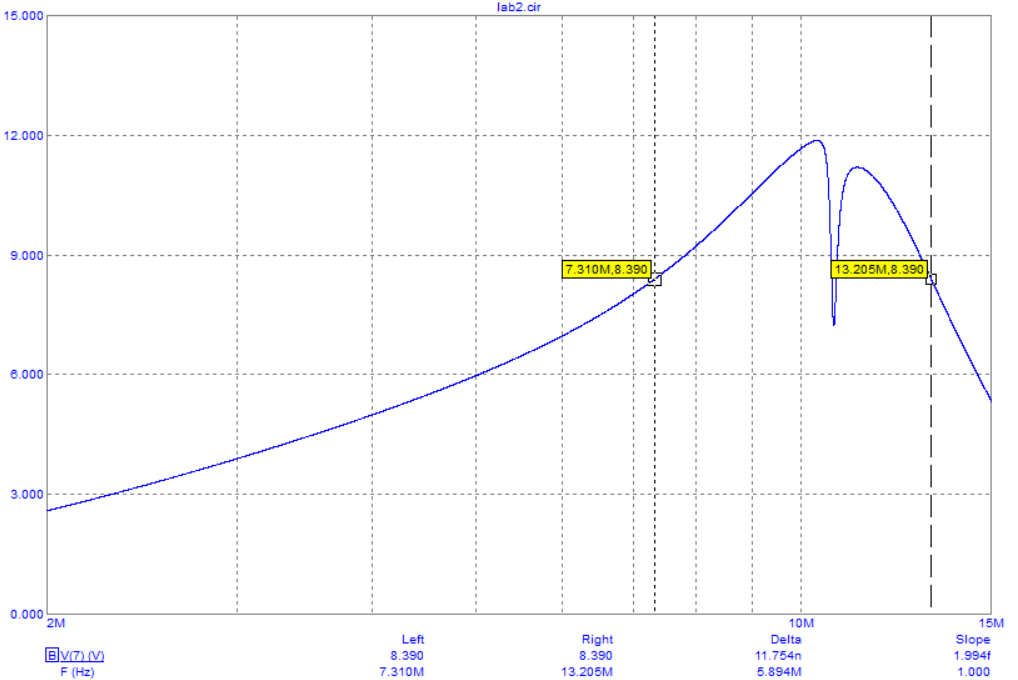 lab2.cir
15.000
12.000
9.000
6.000
3.000
0.000
7.310M,8.390
13.205M,8.390
2M 10M 15M
Left Right Delta Slope
B V(7) (V) 8.390 8.390 11.754n 1.994f
F (Hz) 7.310M 13.205M 5.894M 1.000